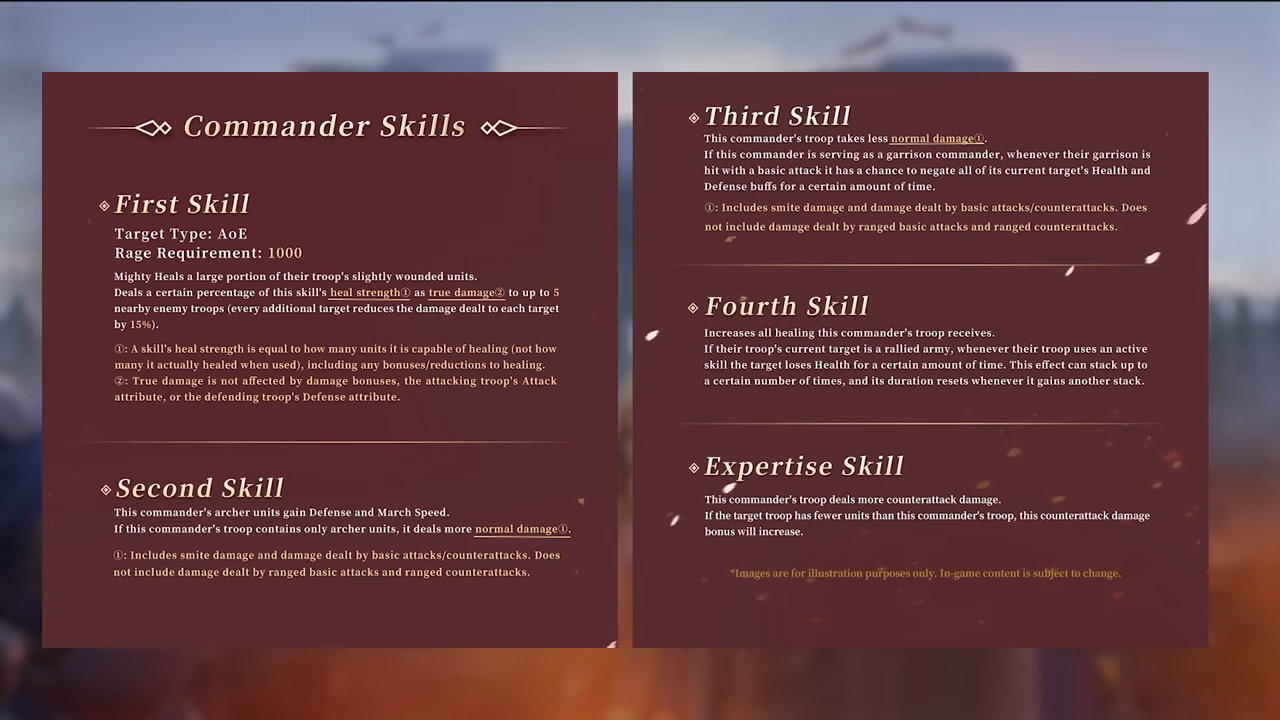 Commander Skills
First Skill
Target Type: AoE
Rage Requirement: 1000
Mighty Heals a large portion of their troop's slightly wounded units.
Deals a certain percentage of this skill's heal strength① as true damage② to up to 5
nearby enemy troops (every additional target reduces the damage dealt to each target
by 15%).
①: A skill's heal strength is equal to how many units it is capable of healing (not how
many it actually healed when used), including any bonuses/reductions to healing.
②: True damage is not affected by damage bonuses, the attacking troop's Attack
attribute, or the defending troop's Defense attribute.
Second Skill
This commander's archer units gain Defense and March Speed.
If this commander's troop contains only archer units, it deals more normal damage①.
①: Includes smite damage and damage dealt by basic attacks/counterattacks. Does
not include damage dealt by ranged basic attacks and ranged counterattacks.
Third Skill
This commander's troop takes less normal damage①.
If this commander is serving as a garrison commander, whenever their garrison is
hit with a basic attack it has a chance to negate all of its current target's Health and
Defense buffs for a certain amount of time.
①: Includes smite damage and damage dealt by basic attacks/counterattacks. Does
not include damage dealt by ranged basic attacks and ranged counterattacks.
Fourth Skill
Increases all healing this commander's troop receives.
If their troop's current target is a rallied army, whenever their troop uses an active
skill the target loses Health for a certain amount of time. This effect can stack up to
a certain number of times, and its duration resets whenever it gains another stack.
Expertise Skill
This commander's troop deals more counterattack damage.
If the target troop has fewer units than this commander's troop, this counterattack damage
bonus will increase.
*Images are for illustration purposes only. In-game content is subject to change.